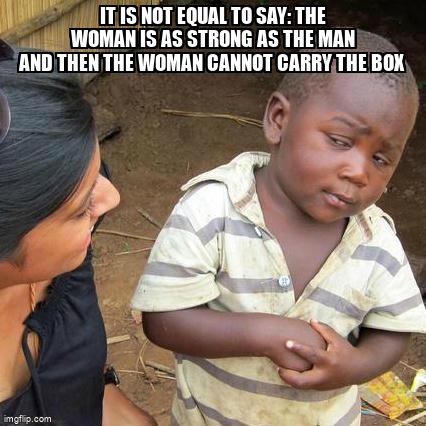 IT IS NOT EQUAL TO SAY: THE
WOMAN IS AS STRONG AS THE MAN
AND THEN THE WOMAN CANNOT CARRY THE BOX
imgflip.com